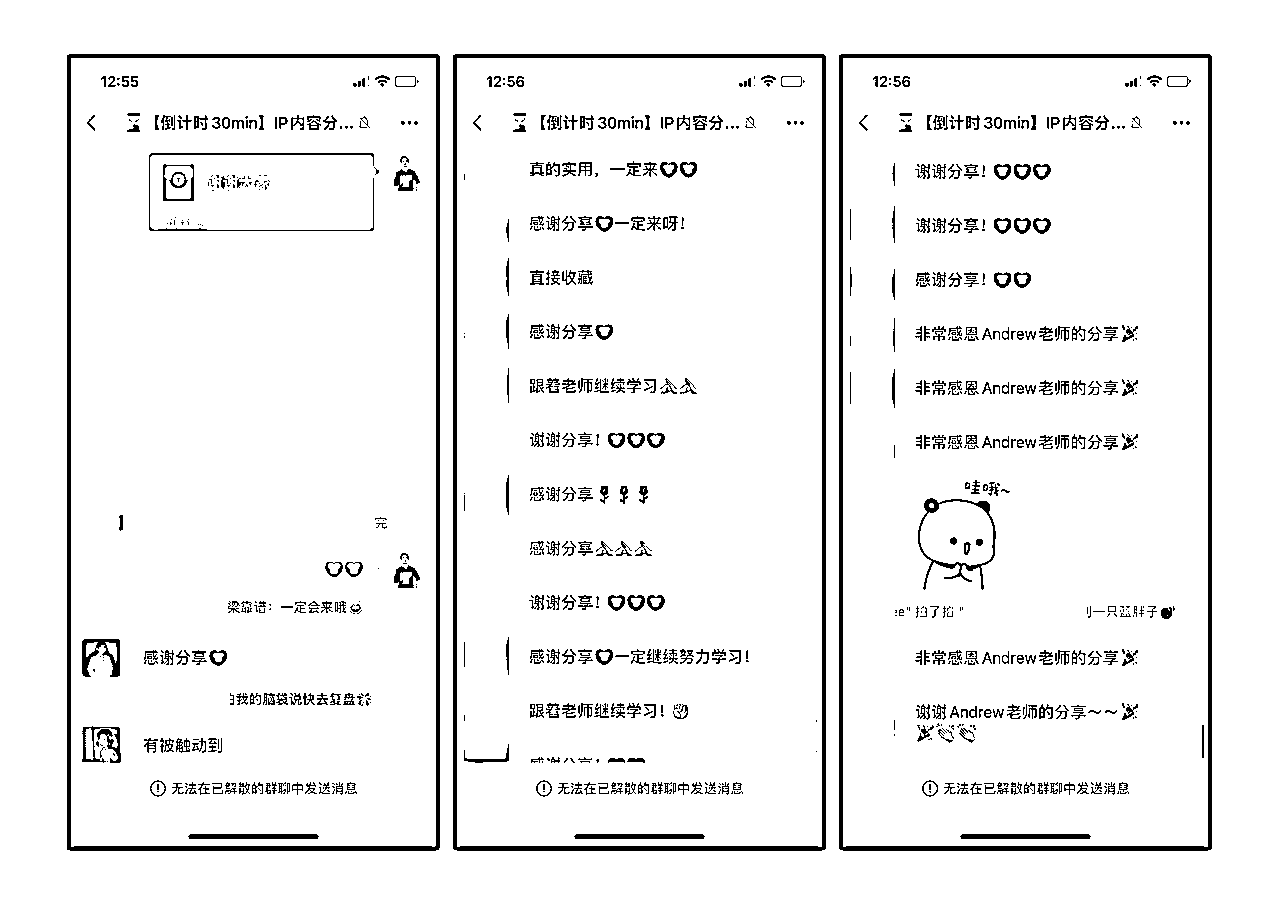 12:55
【倒计时30min】IP内容分...
完
梁靠谱：一定会来哦
感谢分享
我的脑袋说快去复盘
有被触动到
无法在已解散的群聊中发送消息
12:56
【倒计时30min】IP内容分...
真的实用，一定来
感谢分享一定来呀！
直接收藏
感谢分享
跟着老师继续学习
谢谢分享！
感谢分享
感谢分享
谢谢分享！
感谢分享一定继续努力学习！
跟着老师继续学习！
感谢分享！
无法在已解散的群聊中发送消息
12:56
【倒计时30min】IP内容分...
谢谢分享！
谢谢分享！
感谢分享！
非常感恩Andrew老师的分享
非常感恩Andrew老师的分享
非常感恩Andrew老师的分享
哇哦~
e" 拍了拍 "
一只蓝胖子
非常感恩Andrew老师的分享
谢谢Andrew老师的分享～～
无法在已解散的群聊中发送消息